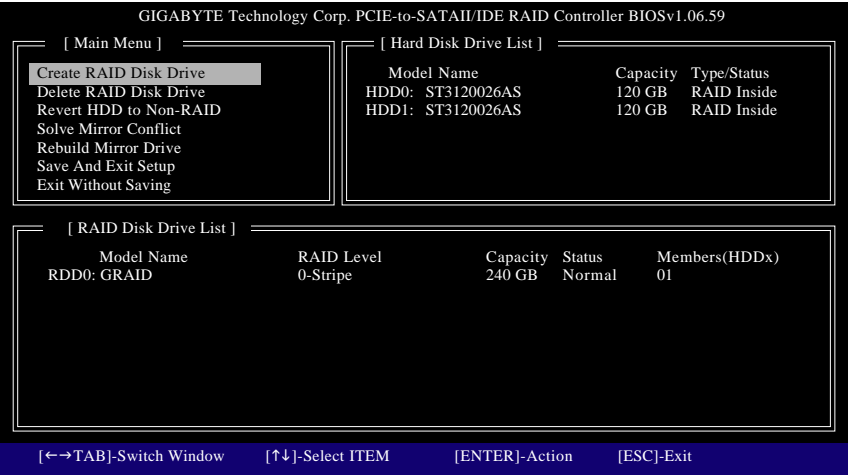 GIGABYTE Technology Corp. PCIE-to-SATAII/IDE RAID Controller BIOSv1.06.59
[ Main Menu ]
Create RAID Disk Drive
Delete RAID Disk Drive
Revert HDD to Non-RAID
Solve Mirror Conflict
Rebuild Mirror Drive
Save And Exit Setup
Exit Without Saving
[ Hard Disk Drive List ]
Model Name Capacity Type/Status
HDD0: ST3120026AS 120 GB RAID Inside
HDD1: ST3120026AS 120 GB RAID Inside
[ RAID Disk Drive List ]
Model Name RAID Level Capacity Status Members(HDDx)
RDD0: GRAID 0-Stripe 240 GB Normal 01
[←→TAB]-Switch Window [↑↓]-Select ITEM [ENTER]-Action [ESC]-Exit